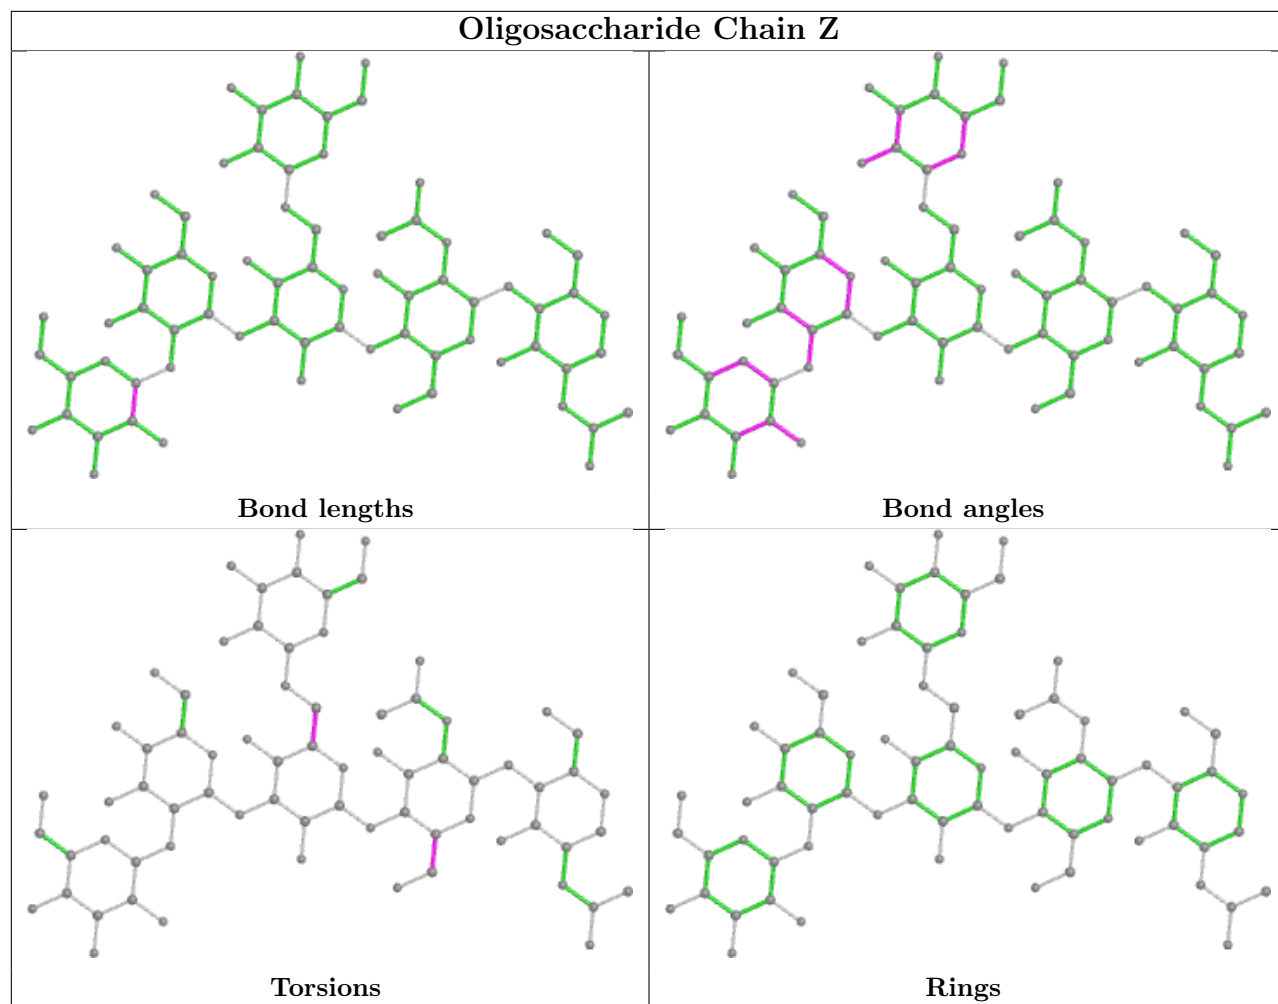 Oligosaccharide Chain Z
Bond lengths
Bond angles
Torsions
Rings